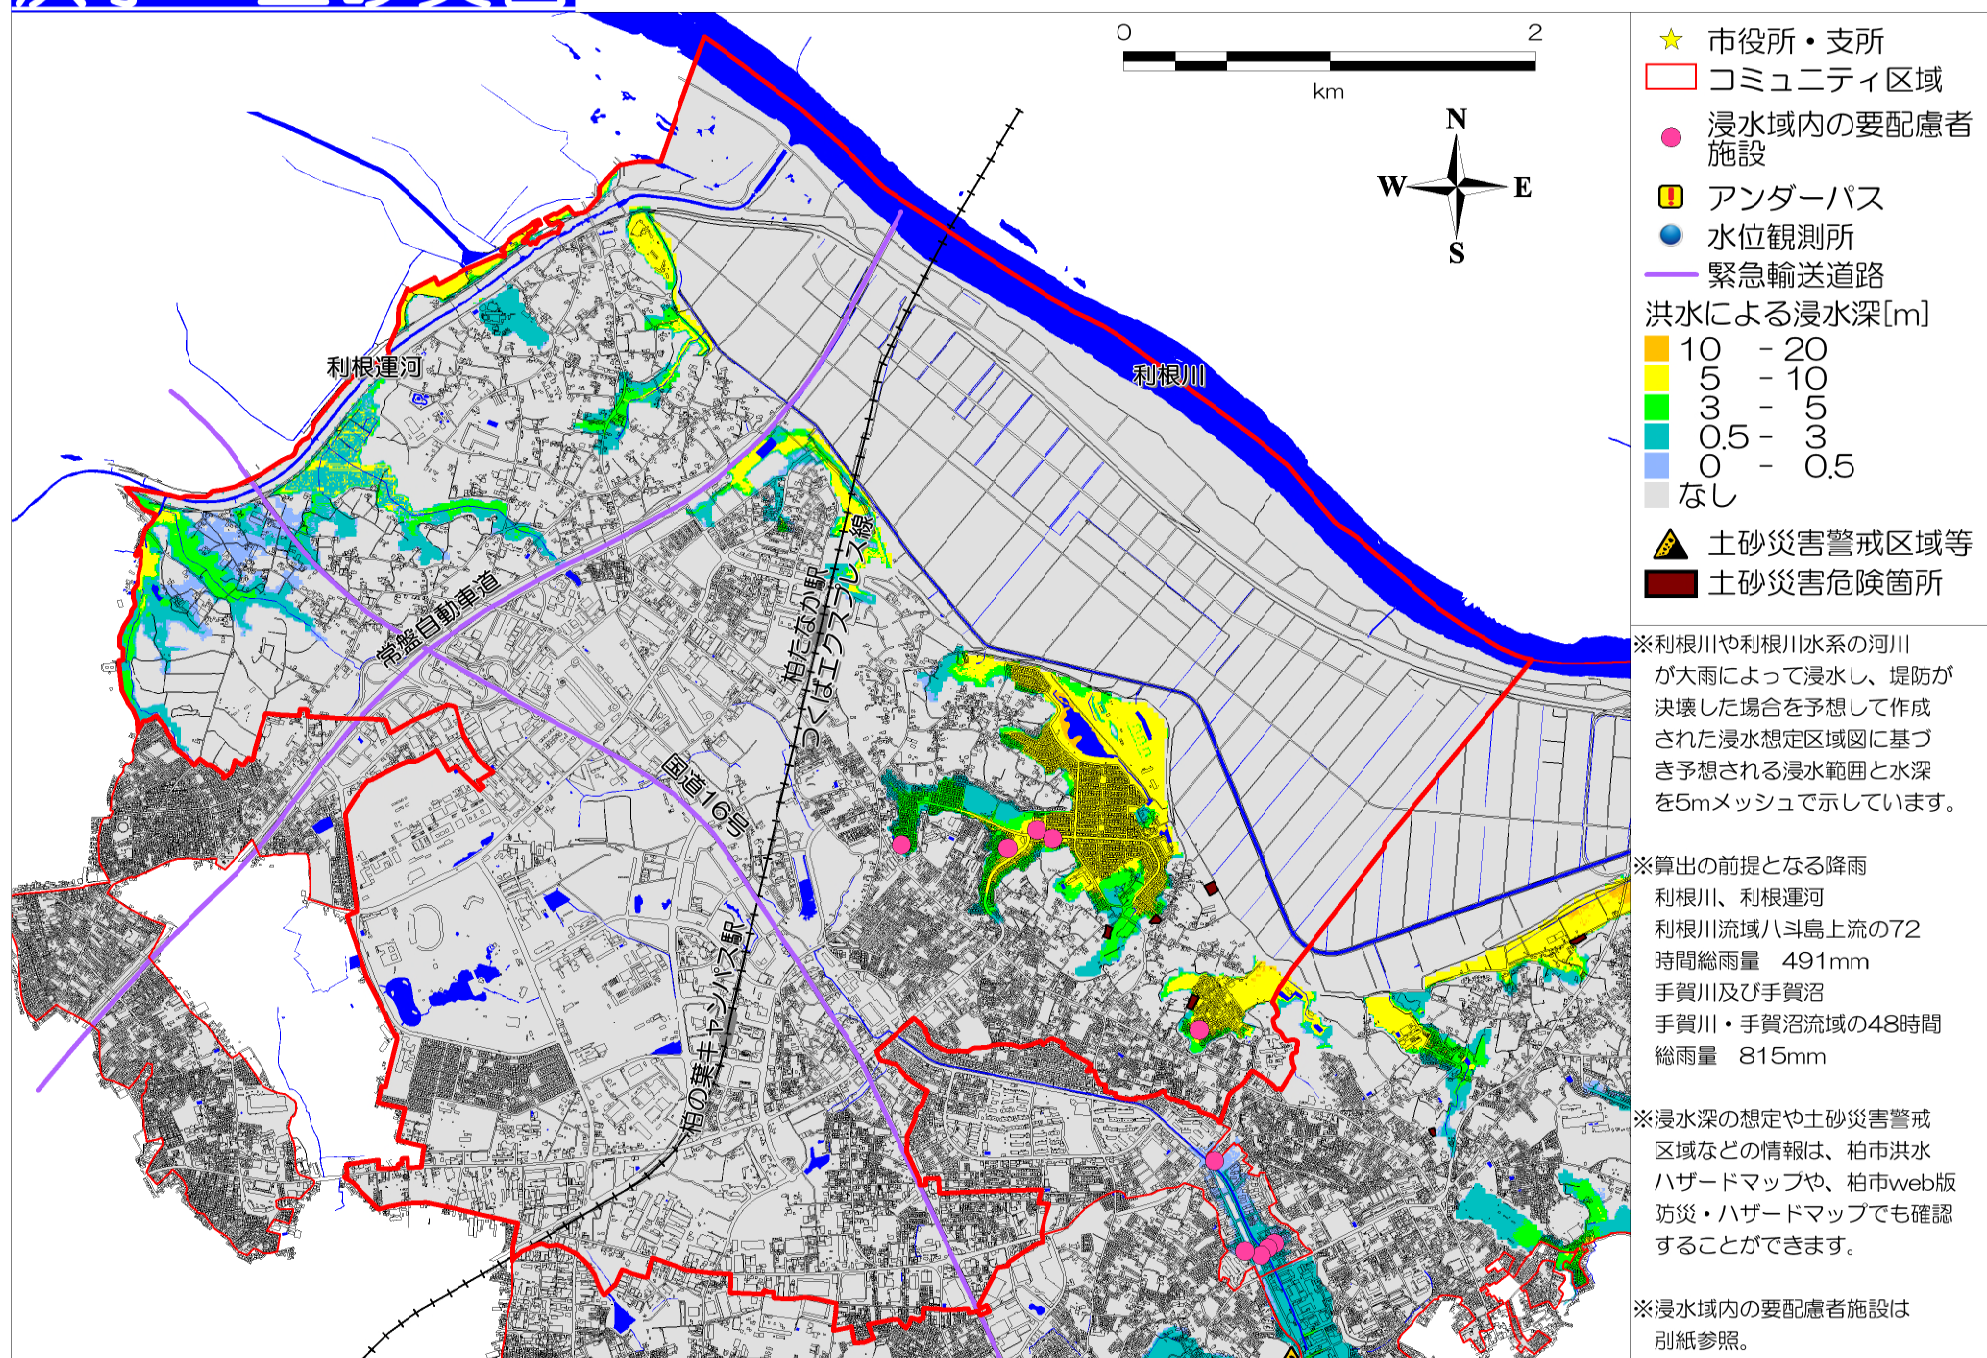 0 2
km
N
W E
S
利根運河
利根川
常盤自動車道
柏たなか駅
つくばエクスプレス線
国道16号
柏の葉キャンパス駅
市役所・支所
コミュニティ区域
浸水域内の要配慮者
施設
アンダーパス
水位観測所
緊急輸送道路
洪水による浸水深[m]
10 - 20
5 - 10
3 - 5
0.5 - 3
0 - 0.5
なし
土砂災害警戒区域等
土砂災害危険箇所
※利根川や利根川水系の河川
が大雨によって浸水し、堤防が
決壊した場合を予想して作成
された浸水想定区域図に基づ
き予想される浸水範囲と水深
を5mメッシュで示しています。
※算出の前提となる降雨
利根川、利根運河
利根川流域八斗島上流の72
時間総雨量 491mm
手賀川及び手賀沼
手賀川・手賀沼流域の48時間
総雨量 815mm
※浸水深の想定や土砂災害警戒
区域などの情報は、柏市洪水
ハザードマップや、柏市web版
防災・ハザードマップでも確認
することができます。
※浸水域内の要配慮者施設は
別紙参照。